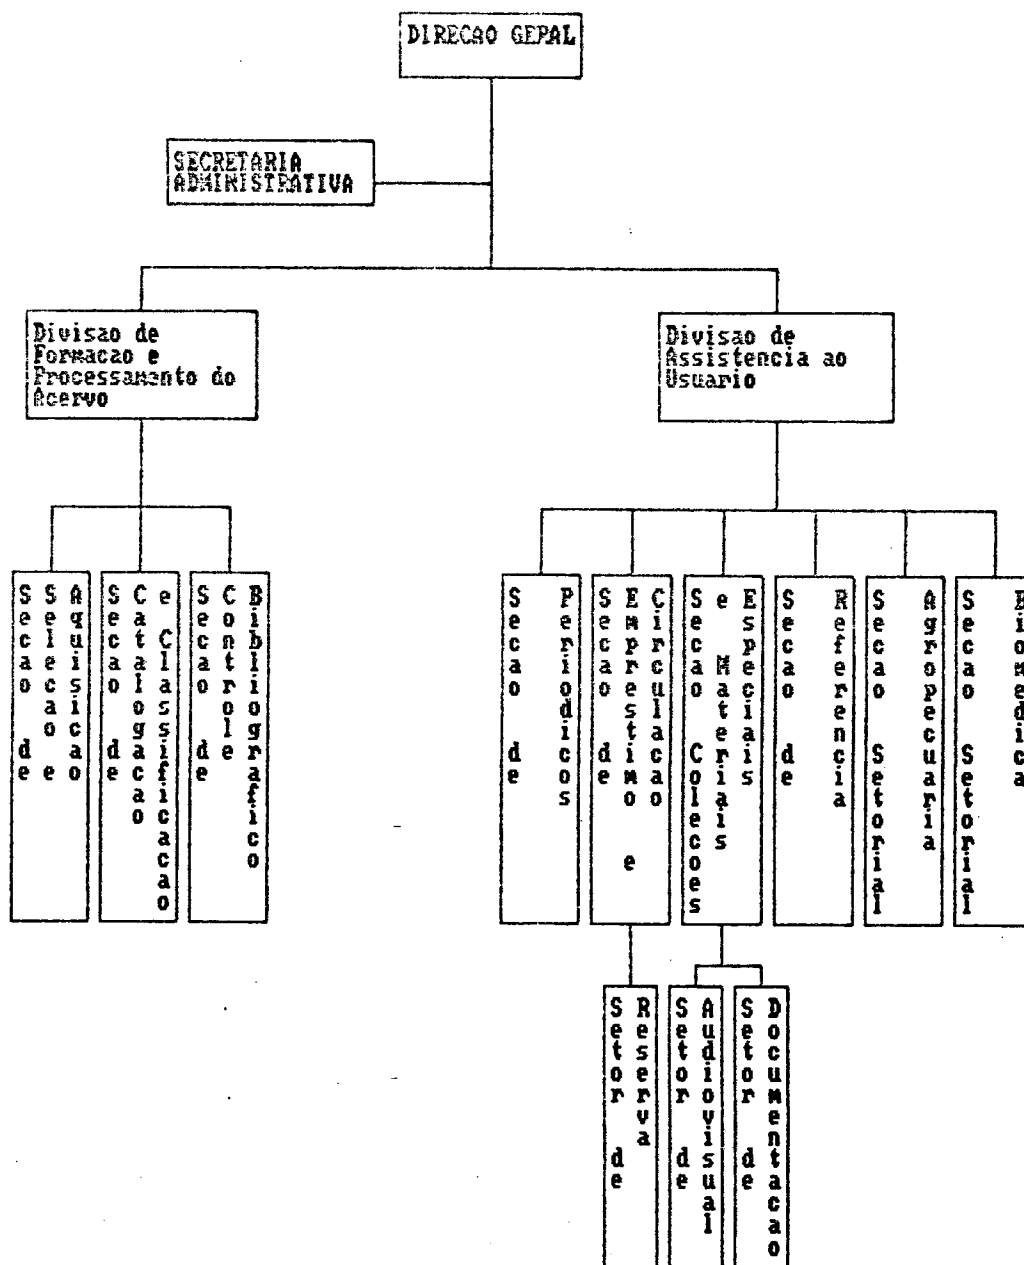 DIRECAO GEPAL
SECRETARIA
ADMINISTRATIVA
Divisao de
Formacao e
Processamento do
Acervo
Divisao de
Assistencia ao
Usuario
Secao de
Selecao e
Aquisicao
Secao de
Catalogacao
e Classificacao
Secao de
Controle
Bibliografico
Secao de
Periodicos
Secao de
Emprestimo e
Circulacao
Secao Colecoes
e Materiais
Especiais
Secao de
Referencia
Secao Setorial
Agropecuaria
Secao Setorial
Biomedica
Setor de
Reserva
Setor de
Audiovisual
Setor de
Documentacao